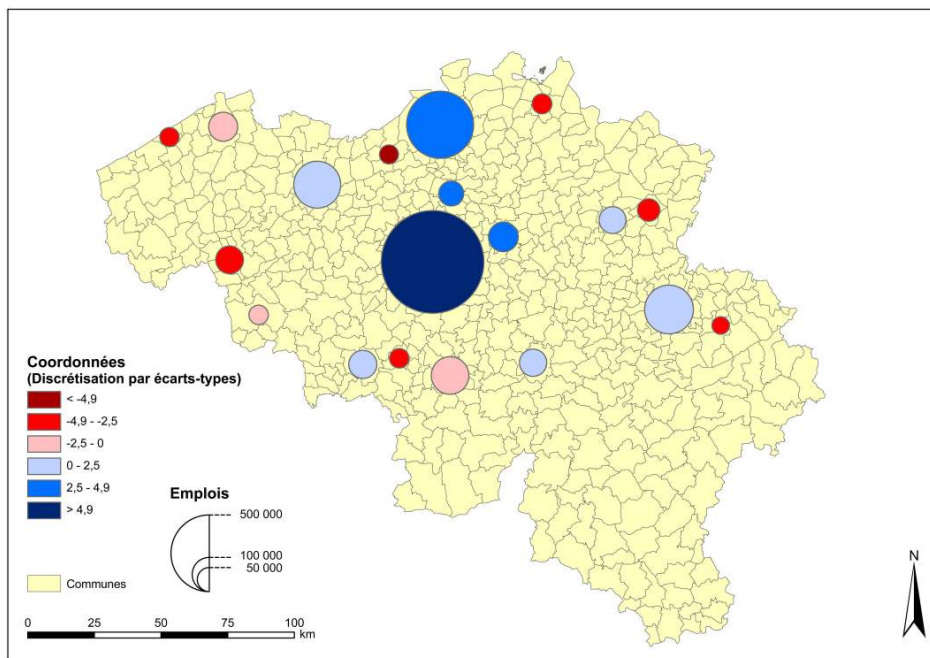 Coordonnées
(Discrétisation par écarts-types)
< -4,9
-4,9 - -2,5
-2,5 - 0
0 - 2,5
2,5 - 4,9
> 4,9
Communes
Emplois
500 000
100 000
50 000
0 25 50 75 100
km
N